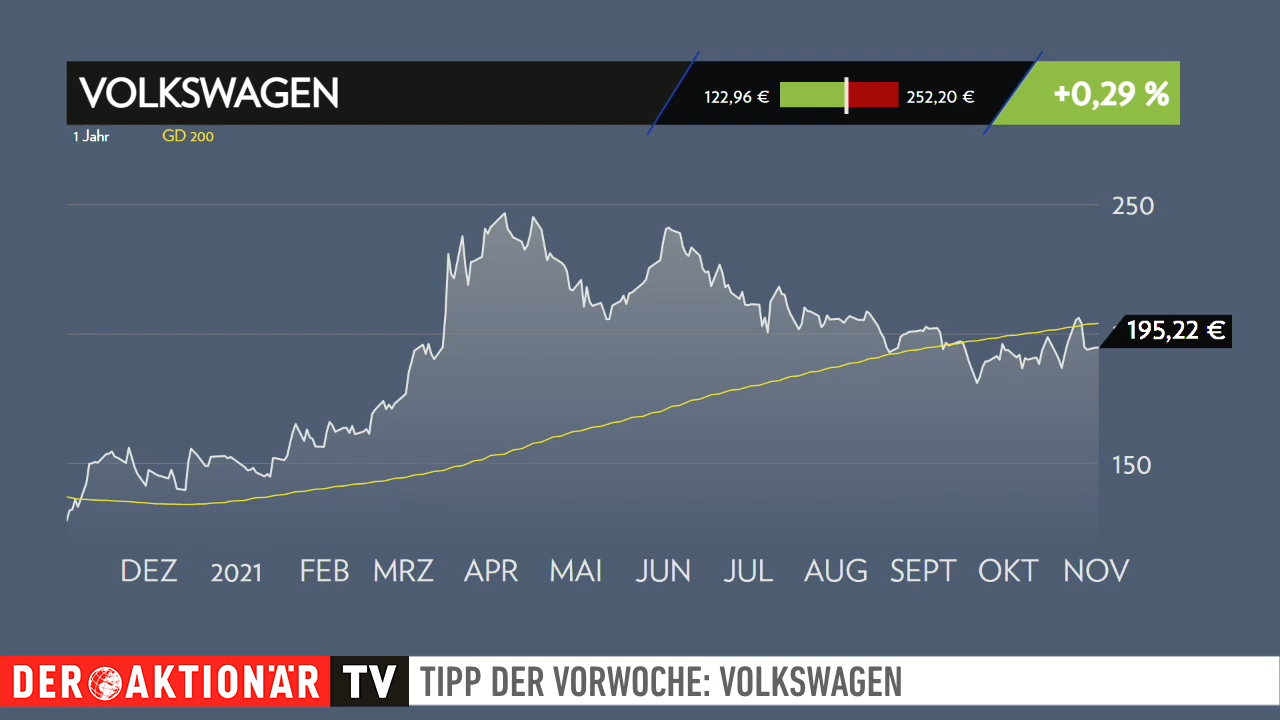 VOLKSWAGEN
122,96 € 252,20 €
+0,29 %
1 Jahr GD 200
250
195,22 €
150
DEZ 2021 FEB MRZ APR MAI JUN JUL AUG SEPT OKT NOV
DER AKTIONÄR TV TIPP DER VORWOCHE: VOLKSWAGEN